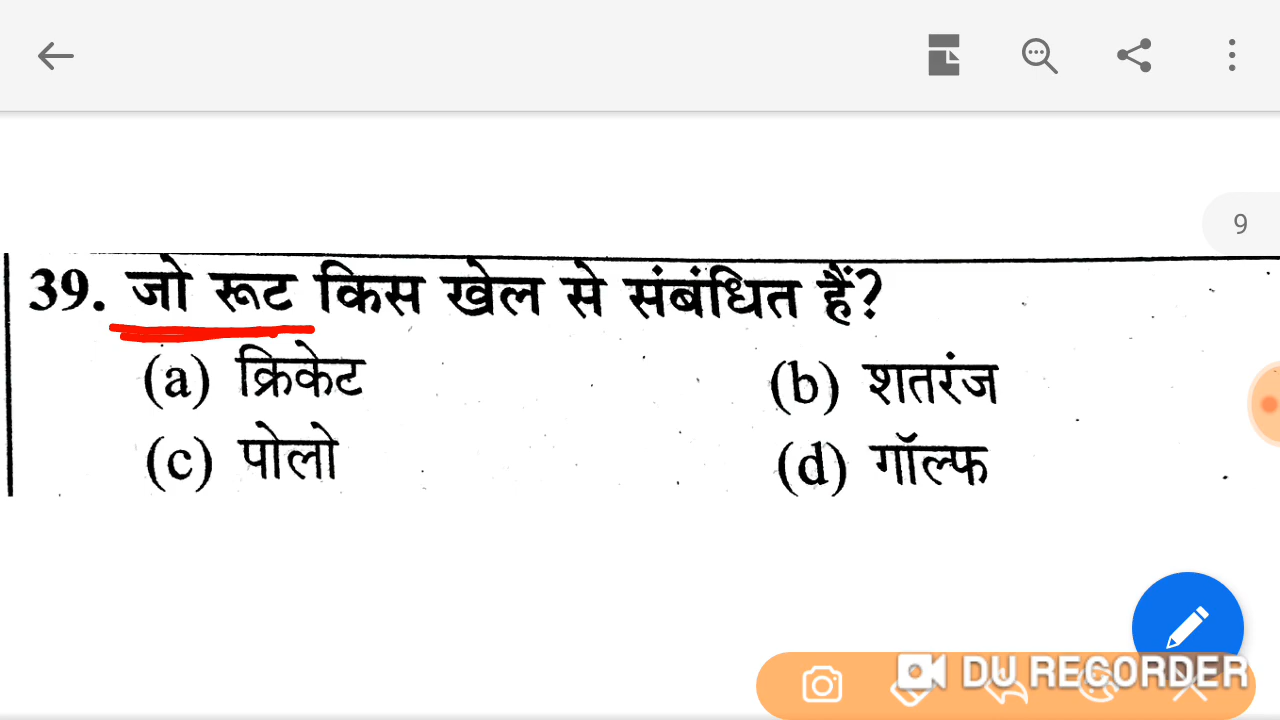 9
39. जो रूट किस खेल से संबंधित हैं?
(a) क्रिकेट (b) शतरंज
(c) पोलो (d) गॉल्फ
DU RECORDER